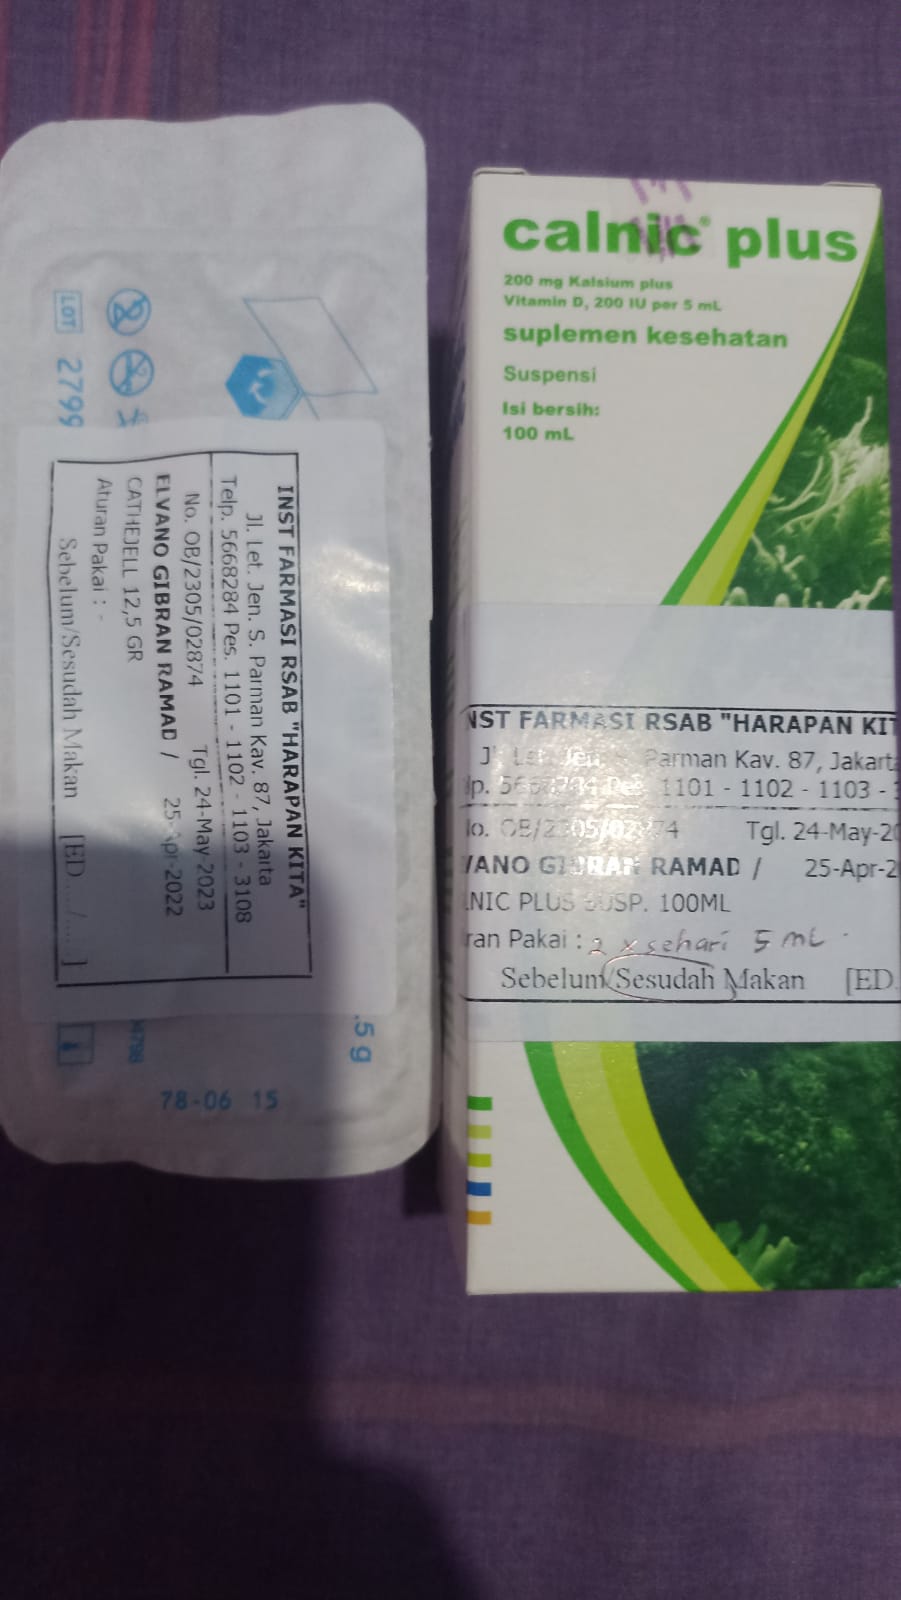 LOT 2799
INST FARMASI RSAB "HARAPAN KITA"
Jl. Let. Jen. S. Parman Kav. 87, Jakarta
Telp. 5668284 Pes. 1101 - 1102 - 1103 - 3108
No. OB/2305/02874 Tgl. 24-May-2023
ELVANO GIBRAN RAMAD / 25-Apr-2022
CATHEJELL 12,5 GR
Aturan Pakai : -
Sebelum/Sesudah Makan [ED..../.... ]
.5 g
78-06 15
calnic® plus
200 mg Kalsium plus
Vitamin D, 200 IU per 5 mL
suplemen kesehatan
Suspensi
Isi bersih:
100 mL
NST FARMASI RSAB "HARAPAN KIT
Parman Kav. 87, Jakarta
1101 - 1102 - 1103 -
Tgl. 24-May-20
VANO GIBRAN RAMAD / 25-Apr-2
LNIC PLUS SUSP. 100ML
ran Pakai : 2 x sehari 5 mL
Sebelum/Sesudah Makan [ED.